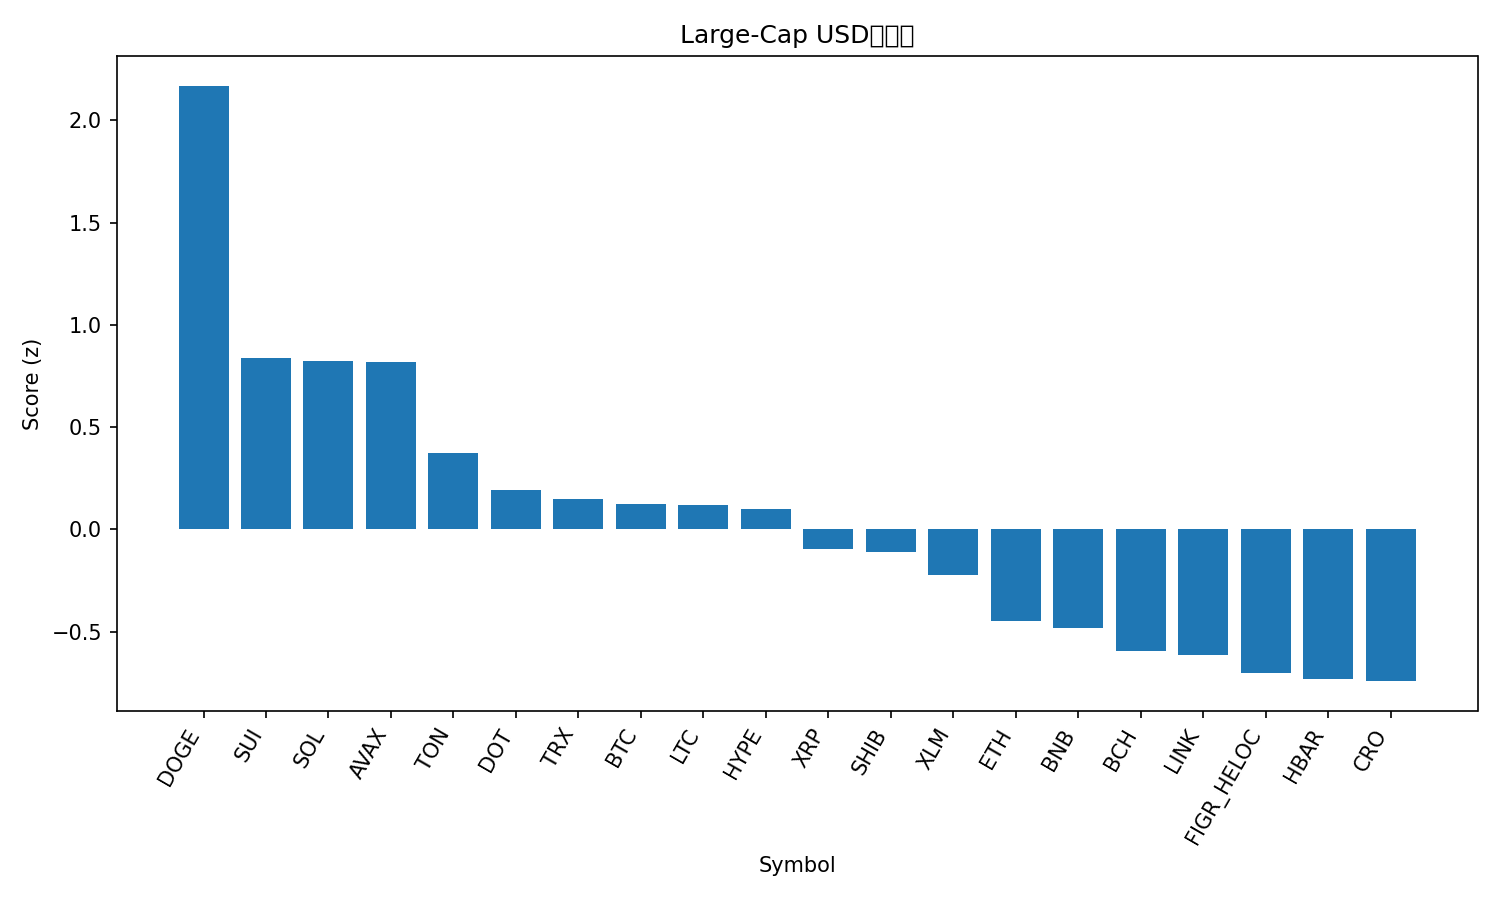 Large-Cap USD
Score (z)
2.0
1.5
1.0
0.5
0.0
−0.5
DOGE
SUI
SOL
AVAX
TON
DOT
TRX
BTC
LTC
HYPE
XRP
SHIB
XLM
ETH
BNB
BCH
LINK
FIGR_HELOC
HBAR
CRO
Symbol